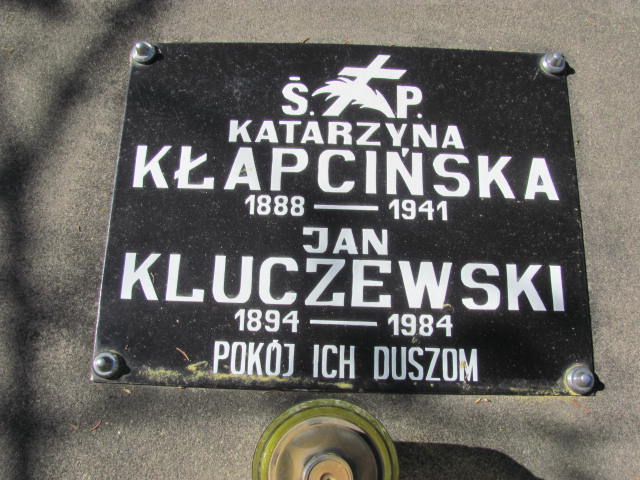 Ś. P.
KATARZYNA
KŁAPCIŃSKA
1888 — 1941
JAN
KLUCZEWSKI
1894 — 1984
POKÓJ ICH DUSZOM